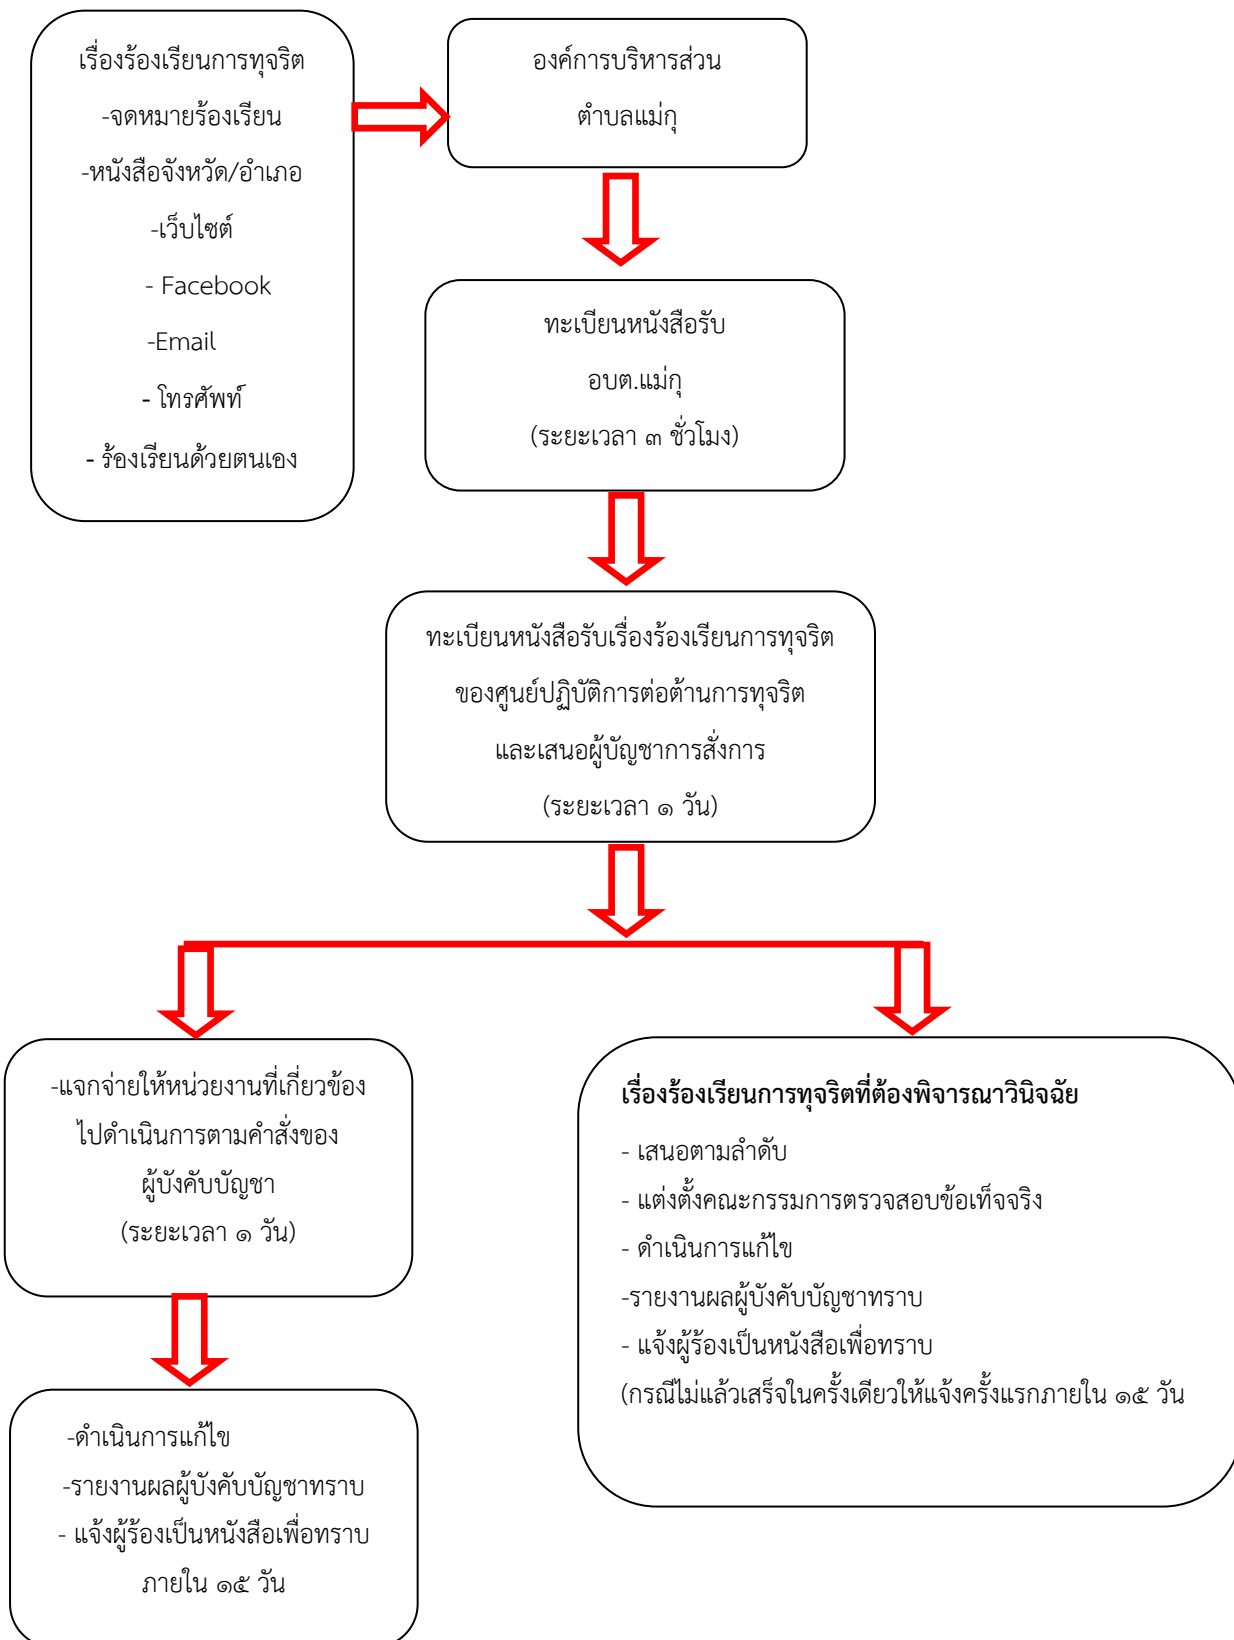 เรื่องร้องเรียนการทุจริต
-จดหมายร้องเรียน
-หนังสือจังหวัด/อำเภอ
-เว็บไซต์
- Facebook
-Email
- โทรศัพท์
- ร้องเรียนด้วยตนเอง
องค์การบริหารส่วน
ตำบลแม่กุ
ทะเบียนหนังสือรับ
อบต.แม่กุ
(ระยะเวลา ๓ ชั่วโมง)
ทะเบียนหนังสือรับเรื่องร้องเรียนการทุจริต
ของศูนย์ปฏิบัติการต่อต้านการทุจริต
และเสนอผู้บัญชาการสั่งการ
(ระยะเวลา ๑ วัน)
-แจกจ่ายให้หน่วยงานที่เกี่ยวข้อง
ไปดำเนินการตามคำสั่งของ
ผู้บังคับบัญชา
(ระยะเวลา ๑ วัน)
-ดำเนินการแก้ไข
-รายงานผลผู้บังคับบัญชาทราบ
- แจ้งผู้ร้องเป็นหนังสือเพื่อทราบ
ภายใน ๑๕ วัน
เรื่องร้องเรียนการทุจริตที่ต้องพิจารณาวินิจฉัย
- เสนอตามลำดับ
- แต่งตั้งคณะกรรมการตรวจสอบข้อเท็จจริง
- ดำเนินการแก้ไข
-รายงานผลผู้บังคับบัญชาทราบ
- แจ้งผู้ร้องเป็นหนังสือเพื่อทราบ
(กรณีไม่แล้วเสร็จในครั้งเดียวให้แจ้งครั้งแรกภายใน ๑๕ วัน